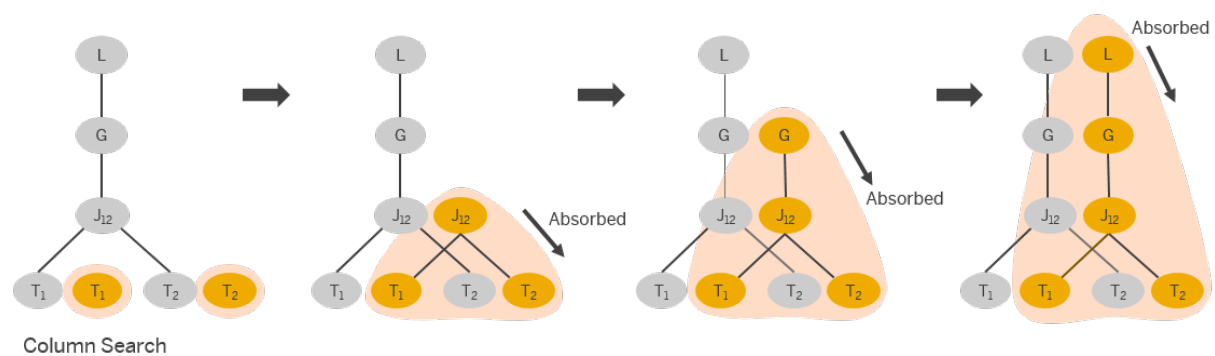 L
G
J₁₂
T₁ T₁ T₂ T₂
Column Search
L
G
J₁₂ J₁₂
Absorbed
T₁ T₁ T₂ T₂
L
G G
Absorbed
J₁₂ J₁₂
T₁ T₁ T₂ T₂
Absorbed
L L
G G
J₁₂ J₁₂
T₁ T₁ T₂ T₂